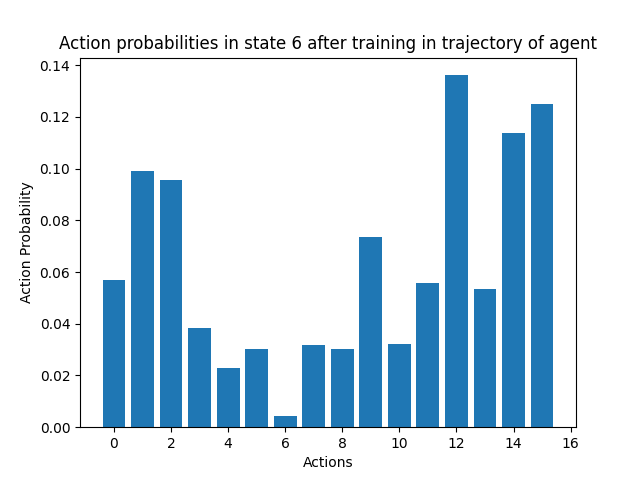 Action probabilities in state 6 after training in trajectory of agent
0.14
0.12
0.10
0.08
0.06
0.04
0.02
0.00
Action Probability
0 2 4 6 8 10 12 14 16
Actions